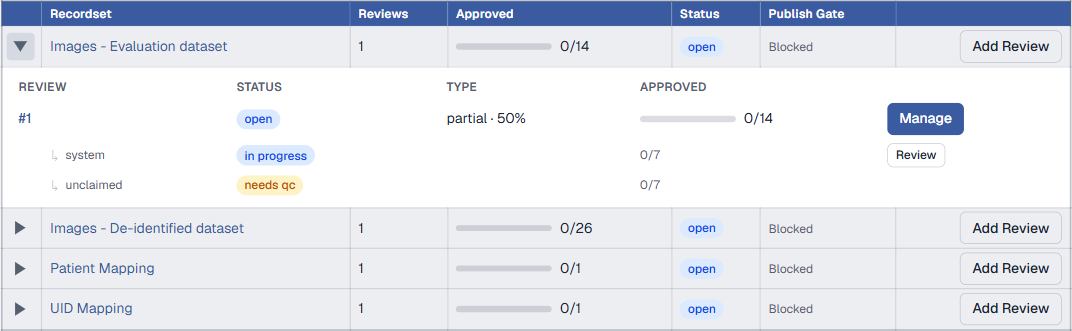 Recordset Reviews Approved Status Publish Gate
Images - Evaluation dataset 1 0/14 open Blocked Add Review
REVIEW STATUS TYPE APPROVED
#1 open partial · 50% 0/14 Manage
system in progress 0/7 Review
unclaimed needs qc 0/7
Images - De-identified dataset 1 0/26 open Blocked Add Review
Patient Mapping 1 0/1 open Blocked Add Review
UID Mapping 1 0/1 open Blocked Add Review